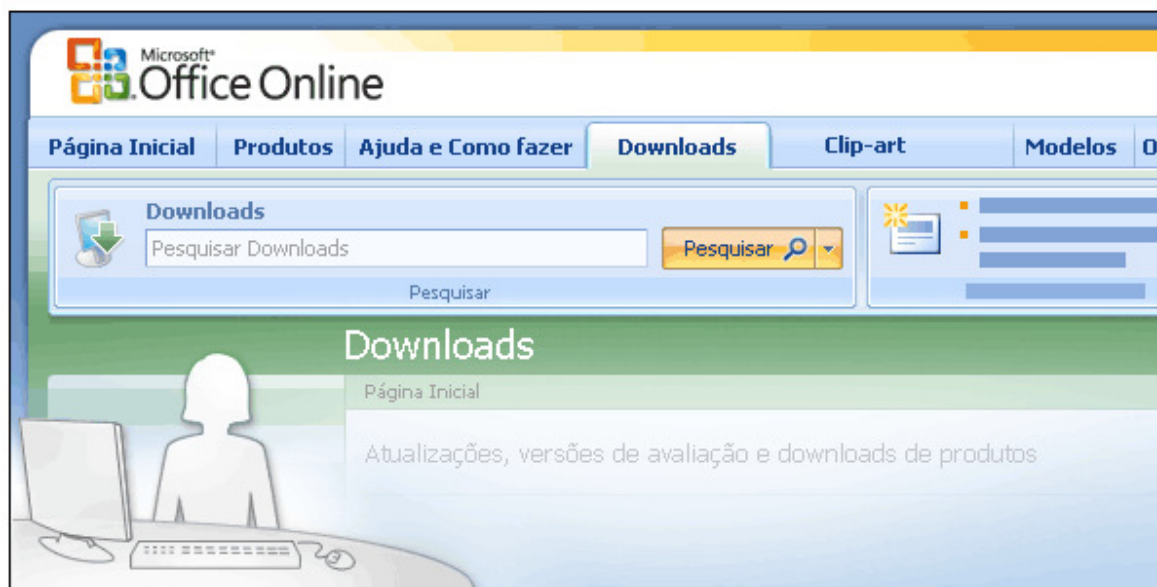 Microsoft®
Office Online
Página Inicial Produtos Ajuda e Como fazer Downloads Clip-art Modelos O
Downloads
Pesquisar Downloads Pesquisar
Pesquisar
Downloads
Página Inicial
Atualizações, versões de avaliação e downloads de produtos